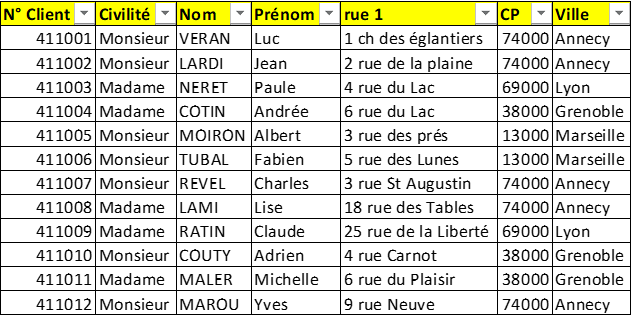 N° Client Civilité Nom Prénom rue 1 CP Ville
411001 Monsieur VERAN Luc 1 ch des églantiers 74000 Annecy
411002 Monsieur LARDI Jean 2 rue de la plaine 74000 Annecy
411003 Madame NERET Paule 4 rue du Lac 69000 Lyon
411004 Madame COTIN Andrée 6 rue du Lac 38000 Grenoble
411005 Monsieur MOIRON Albert 3 rue des prés 13000 Marseille
411006 Monsieur TUBAL Fabien 5 rue des Lunes 13000 Marseille
411007 Monsieur REVEL Charles 3 rue St Augustin 74000 Annecy
411008 Madame LAMI Lise 18 rue des Tables 74000 Annecy
411009 Madame RATIN Claude 25 rue de la Liberté 69000 Lyon
411010 Monsieur COUTY Adrien 4 rue Carnot 38000 Grenoble
411011 Madame MALER Michelle 6 rue du Plaisir 38000 Grenoble
411012 Monsieur MAROU Yves 9 rue Neuve 74000 Annecy